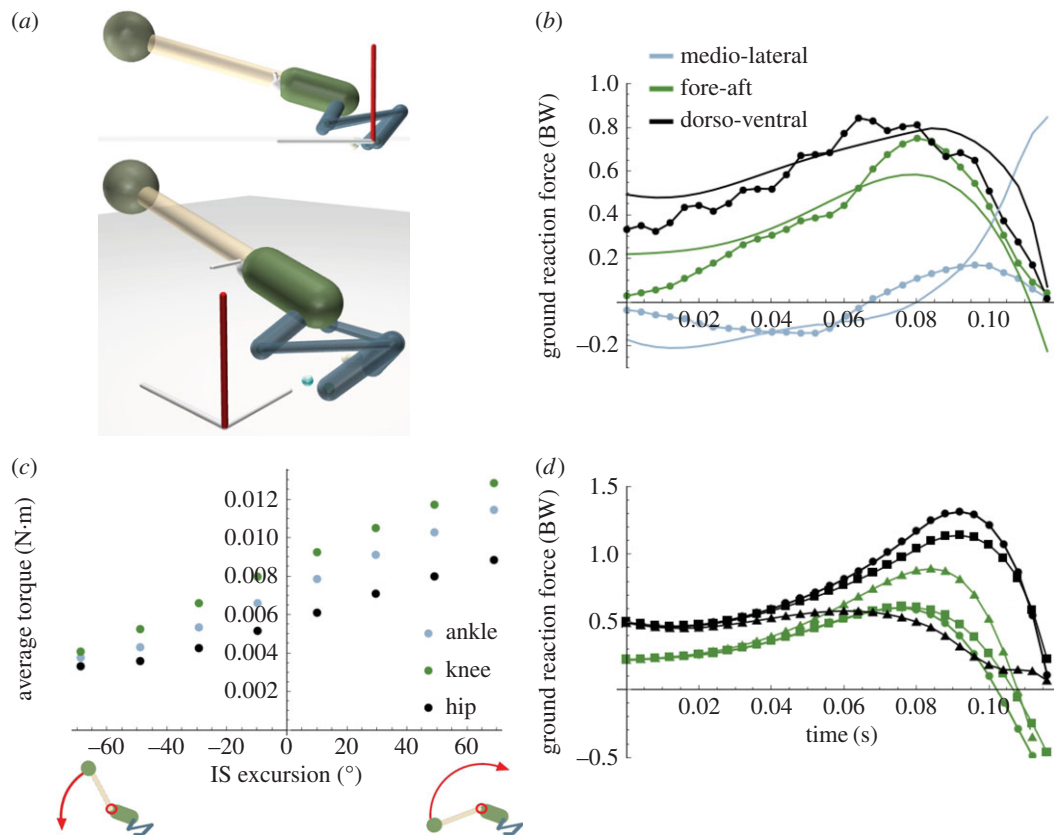 (a)
(b)
medio-lateral
fore-aft
dorso-ventral
ground reaction force (BW)
1.0
0.8
0.6
0.4
0.2
−0.2
0.02
0.04
0.06
0.08
0.10
(c)
average torque (N·m)
0.012
0.010
0.008
0.006
0.004
0.002
ankle
knee
hip
−60
−40
−20
0
20
40
60
IS excursion (°)
(d)
ground reaction force (BW)
1.5
1.0
0.5
−0.5
0.02
0.04
0.06
0.08
0.10
time (s)